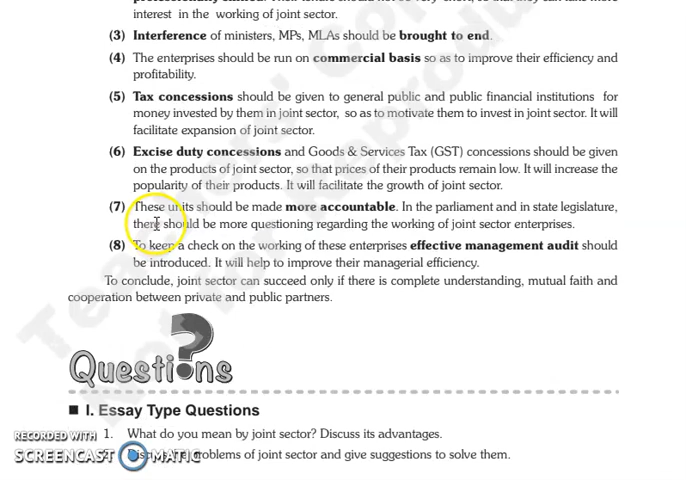 interest in the working of joint sector.
(3) Interference of ministers, MPs, MLAs should be brought to end.
(4) The enterprises should be run on commercial basis so as to improve their efficiency and
profitability.
(5) Tax concessions should be given to general public and public financial institutions for
money invested by them in joint sector, so as to motivate them to invest in joint sector. It will
facilitate expansion of joint sector.
(6) Excise duty concessions and Goods & Services Tax (GST) concessions should be given
on the products of joint sector, so that prices of their products remain low. It will increase the
popularity of their products. It will facilitate the growth of joint sector.
(7) These units should be made more accountable. In the parliament and in state legislature,
there should be more questioning regarding the working of joint sector enterprises.
(8) To keep a check on the working of these enterprises effective management audit should
be introduced. It will help to improve their managerial efficiency.
To conclude, joint sector can succeed only if there is complete understanding, mutual faith and
cooperation between private and public partners.
Questions
I. Essay Type Questions
1. What do you mean by joint sector? Discuss its advantages.
problems of joint sector and give suggestions to solve them.
RECORDED WITH
SCREENCAST MATIC